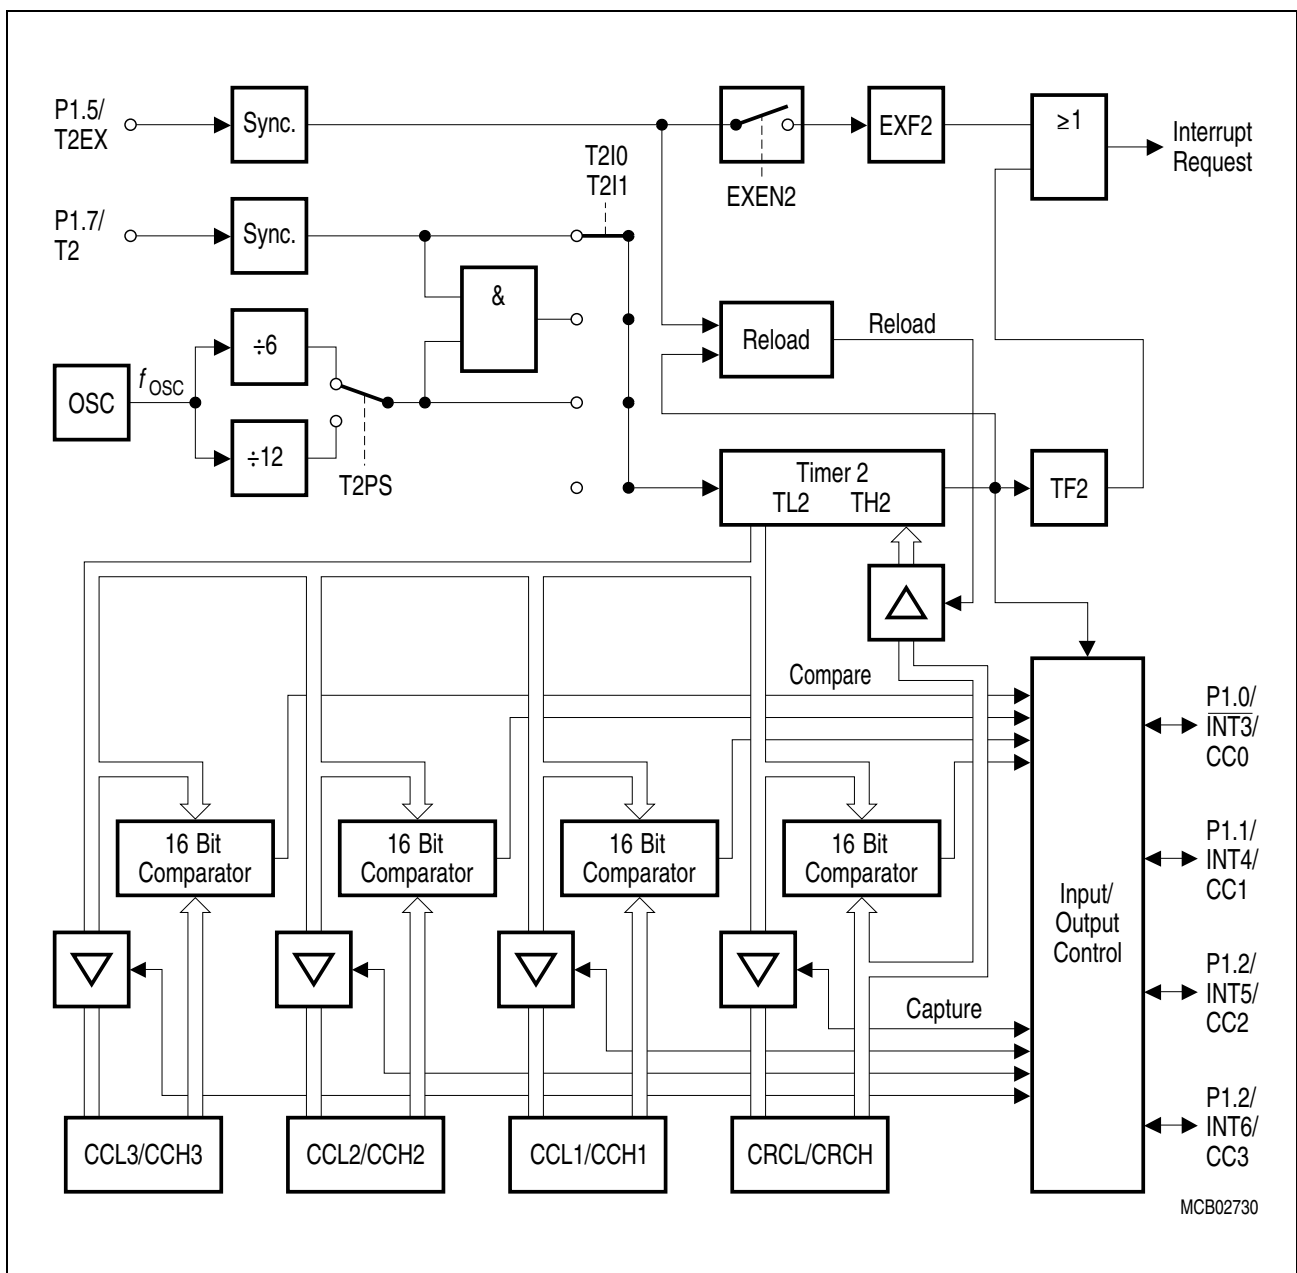 P1.5/
T2EX
Sync.
EXF2
≥1
Interrupt
Request
EXEN2
T2I0
T2I1
P1.7/
T2
Sync.
&
÷6
OSC
f OSC
÷12
T2PS
Reload
Reload
Timer 2
TL2 TH2
TF2
Compare
16 Bit
Comparator
16 Bit
Comparator
16 Bit
Comparator
16 Bit
Comparator
Input/
Output
Control
P1.0/
INT3/
CC0
P1.1/
INT4/
CC1
P1.2/
INT5/
CC2
P1.2/
INT6/
CC3
Capture
CCL3/CCH3
CCL2/CCH2
CCL1/CCH1
CRCL/CRCH
MCB02730